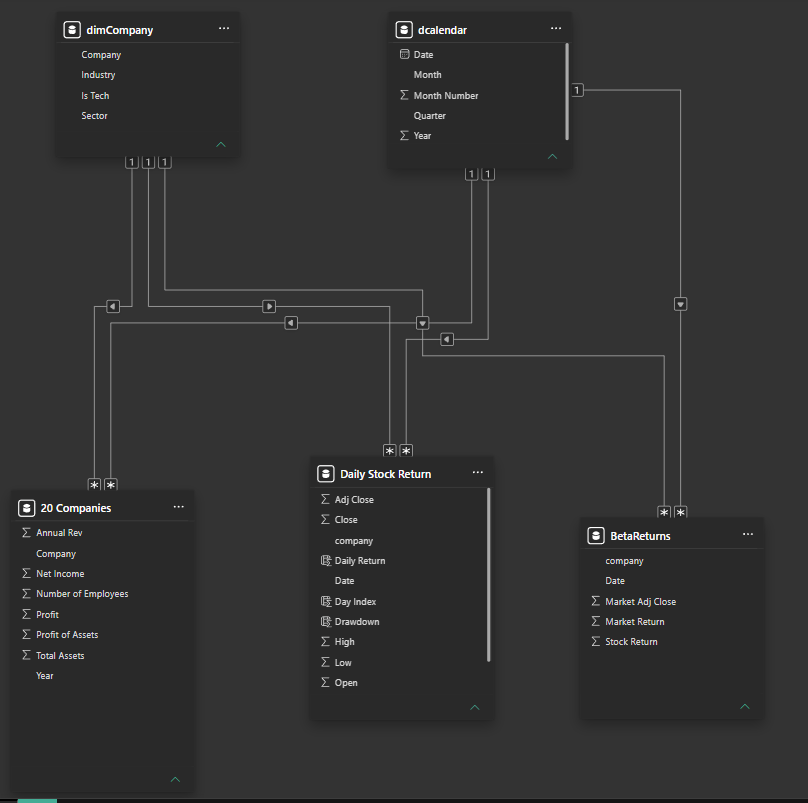 dimCompany
Company
Industry
Is Tech
Sector
dcalendar
Date
Month
Month Number
Quarter
Year
1 1 1
1 1
1
* *
* *
* *
20 Companies
Annual Rev
Company
Net Income
Number of Employees
Profit
Profit of Assets
Total Assets
Year
Daily Stock Return
Adj Close
Close
company
Daily Return
Date
Day Index
Drawdown
High
Low
Open
BetaReturns
company
Date
Market Adj Close
Market Return
Stock Return